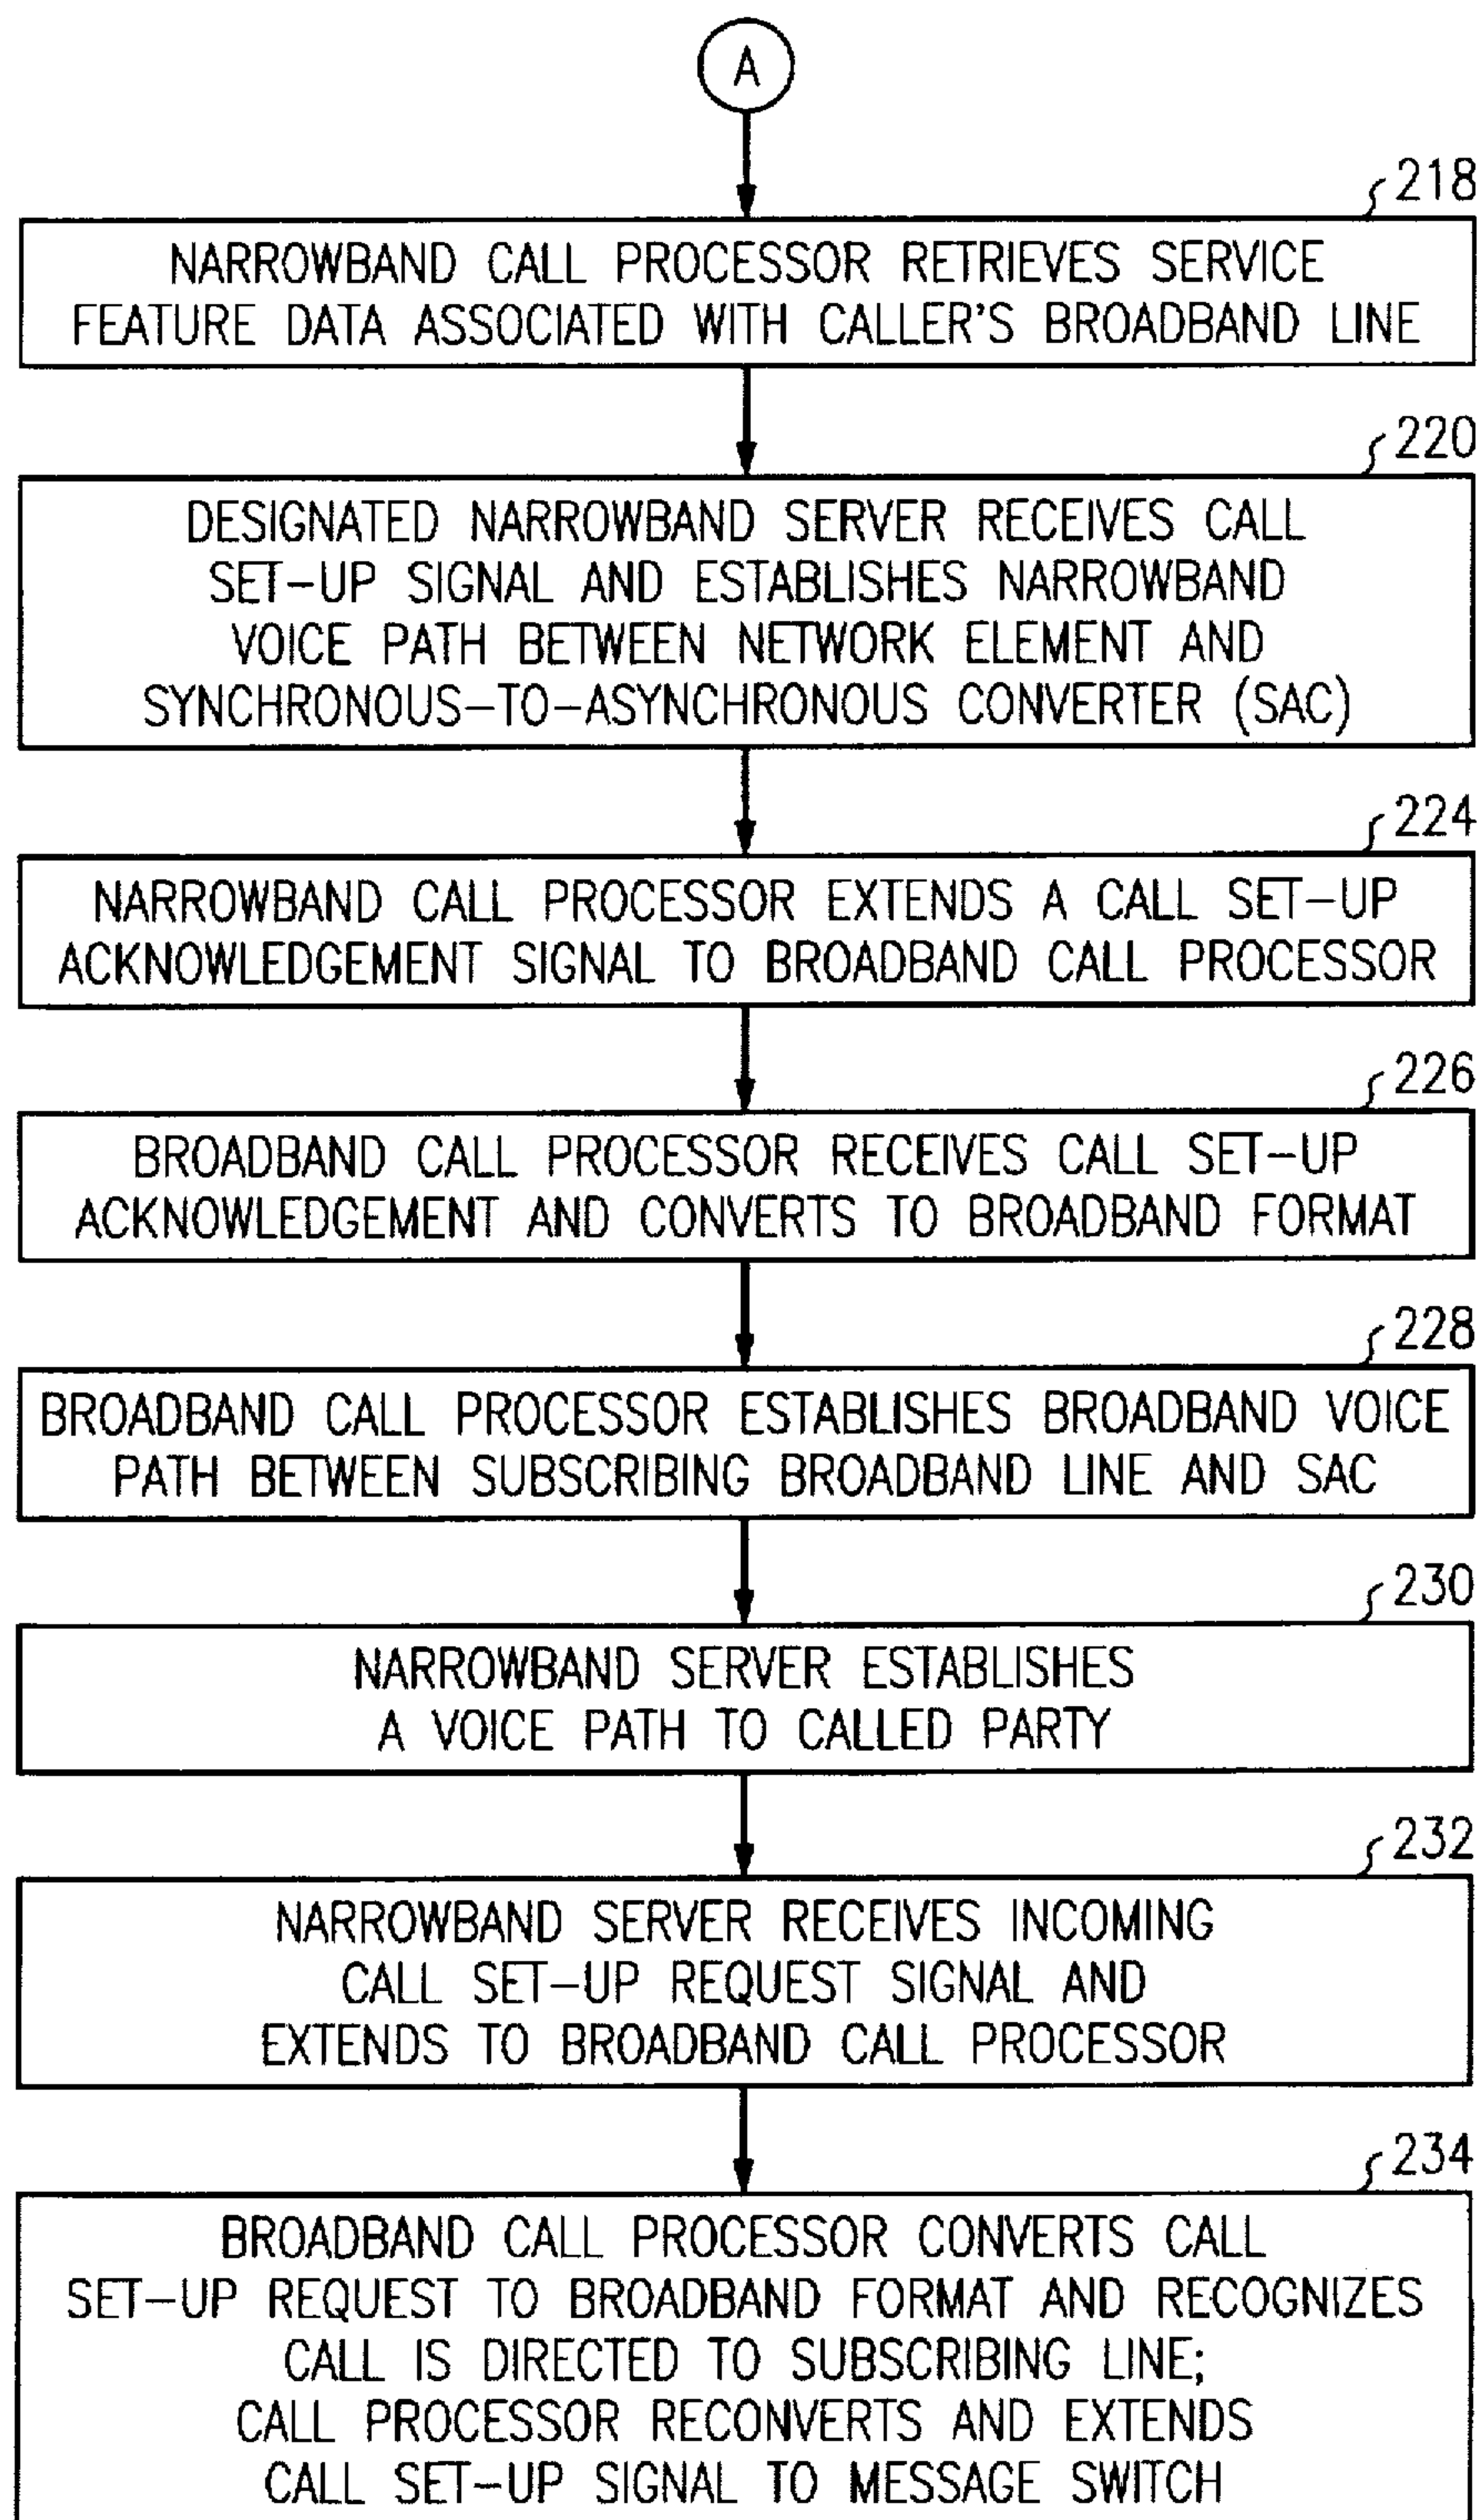 A
218
NARROWBAND CALL PROCESSOR RETRIEVES SERVICE
FEATURE DATA ASSOCIATED WITH CALLER'S BROADBAND LINE
220
DESIGNATED NARROWBAND SERVER RECEIVES CALL
SET-UP SIGNAL AND ESTABLISHES NARROWBAND
VOICE PATH BETWEEN NETWORK ELEMENT AND
SYNCHRONOUS-TO-ASYNCHRONOUS CONVERTER (SAC)
224
NARROWBAND CALL PROCESSOR EXTENDS A CALL SET-UP
ACKNOWLEDGEMENT SIGNAL TO BROADBAND CALL PROCESSOR
226
BROADBAND CALL PROCESSOR RECEIVES CALL SET-UP
ACKNOWLEDGEMENT AND CONVERTS TO BROADBAND FORMAT
228
BROADBAND CALL PROCESSOR ESTABLISHES BROADBAND VOICE
PATH BETWEEN SUBSCRIBING BROADBAND LINE AND SAC
230
NARROWBAND SERVER ESTABLISHES
A VOICE PATH TO CALLED PARTY
232
NARROWBAND SERVER RECEIVES INCOMING
CALL SET-UP REQUEST SIGNAL AND
EXTENDS TO BROADBAND CALL PROCESSOR
234
BROADBAND CALL PROCESSOR CONVERTS CALL
SET-UP REQUEST TO BROADBAND FORMAT AND RECOGNIZES
CALL IS DIRECTED TO SUBSCRIBING LINE;
CALL PROCESSOR RECONVERTS AND EXTENDS
CALL SET-UP SIGNAL TO MESSAGE SWITCH